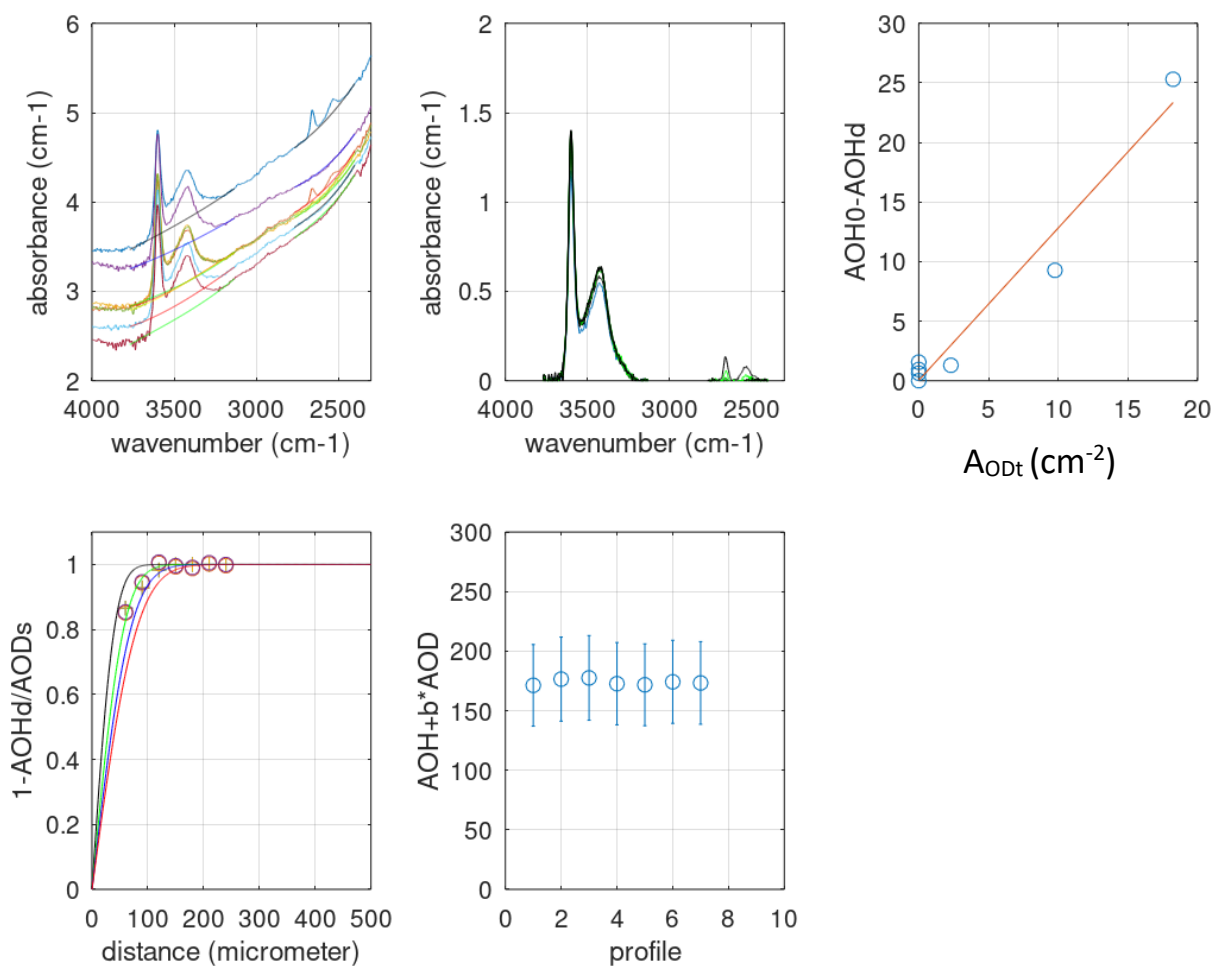 6
5
4
3
2
absorbance (cm-1)
4000 3500 3000 2500
wavenumber (cm-1)
2
1.5
1
0.5
0
absorbance (cm-1)
4000 3500 3000 2500
wavenumber (cm-1)
30
25
20
15
10
5
0
AOH0-AOHd
0 5 10 15 20
AODt (cm-2)
1
0.8
0.6
0.4
0.2
0
1-AOHd/AODs
0 100 200 300 400 500
distance (micrometer)
300
250
200
150
100
50
0
AOH+b*AOD
0 2 4 6 8 10
profile